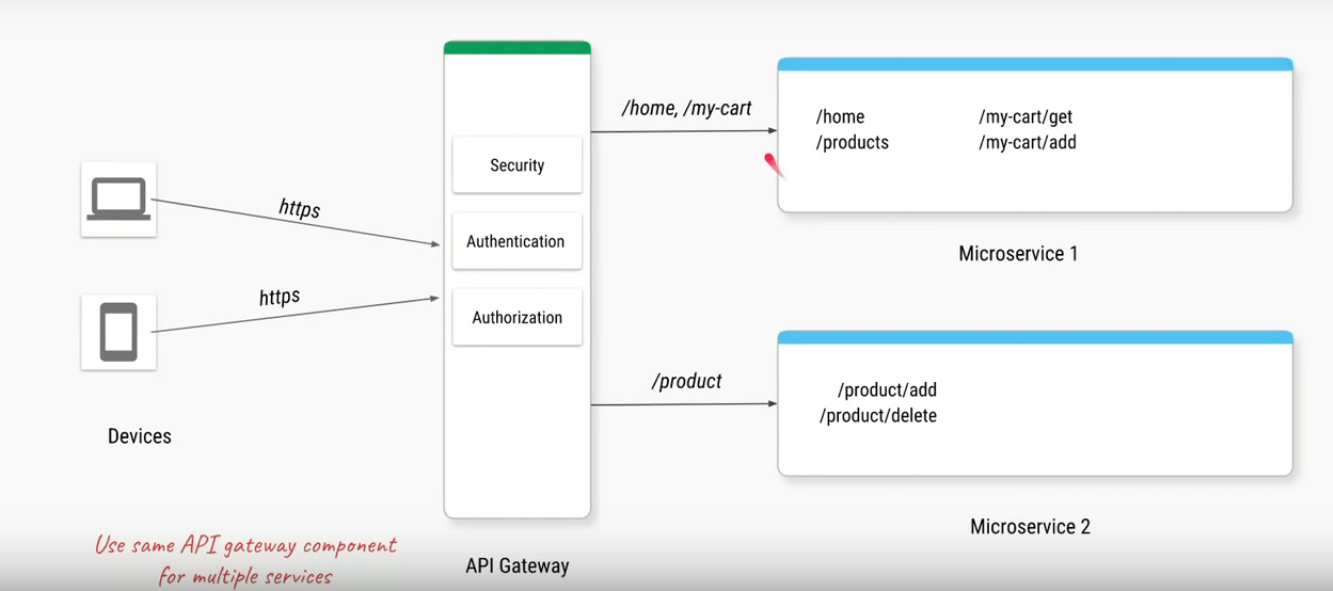 https
https
Devices
Use same API gateway component
for multiple services
Security
Authentication
Authorization
API Gateway
/home, /my-cart
/product
/home
/products
/my-cart/get
/my-cart/add
Microservice 1
/product/add
/product/delete
Microservice 2